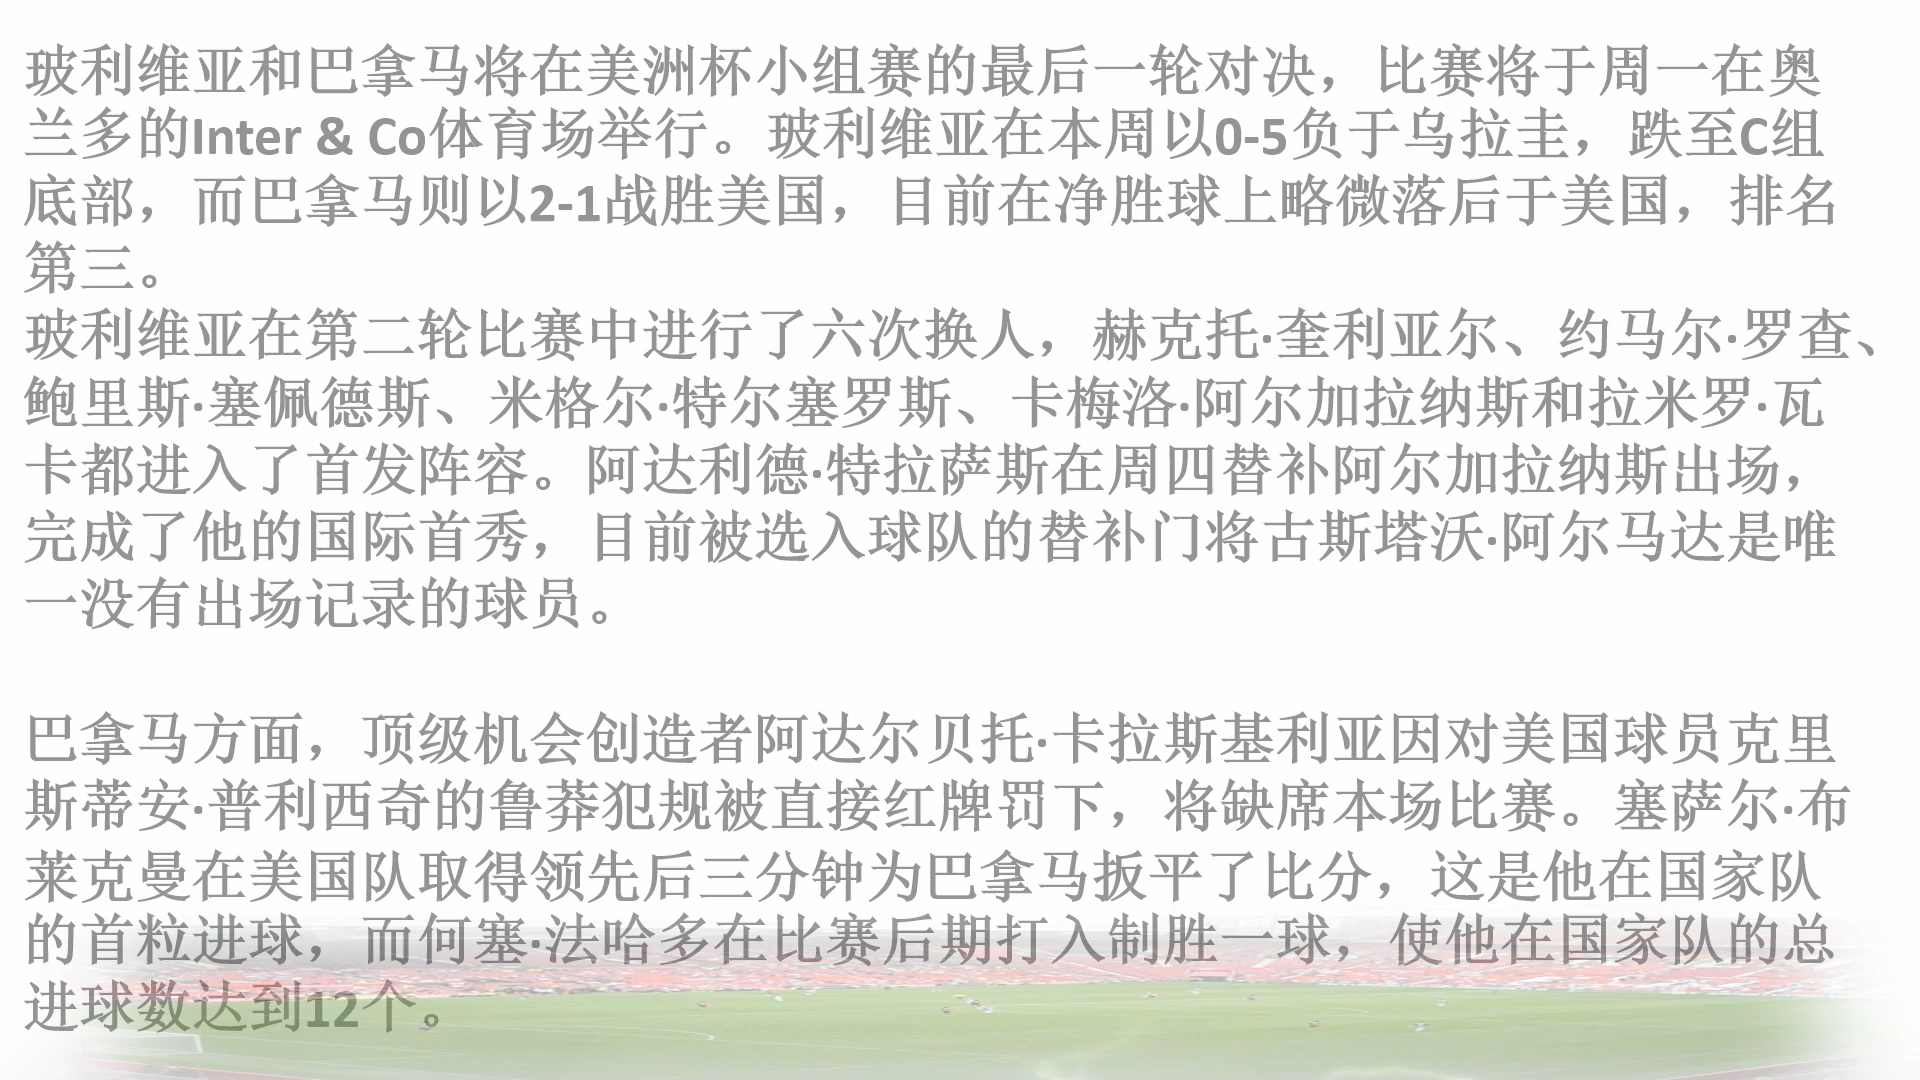 玻利维亚和巴拿马将在美洲杯小组赛的最后一轮对决，比赛将于周一在奥
兰多的Inter & Co体育场举行。玻利维亚在本周以0-5负于乌拉圭，跌至C组
底部，而巴拿马则以2-1战胜美国，目前在净胜球上略微落后于美国，排名
第三。
玻利维亚在第二轮比赛中进行了六次换人，赫克托·奎利亚尔、约马尔·罗查、
鲍里斯·塞佩德斯、米格尔·特尔塞罗斯、卡梅洛·阿尔加拉纳斯和拉米罗·瓦
卡都进入了首发阵容。阿达利德·特拉萨斯在周四替补阿尔加拉纳斯出场，
完成了他的国际首秀，目前被选入球队的替补门将古斯塔沃·阿尔马达是唯
一没有出场记录的球员。
巴拿马方面，顶级机会创造者阿达尔贝托·卡拉斯基利亚因对美国球员克里
斯蒂安·普利西奇的鲁莽犯规被直接红牌罚下，将缺席本场比赛。塞萨尔·布
莱克曼在美国队取得领先后三分钟为巴拿马扳平了比分，这是他在国家队
的首粒进球，而何塞·法哈多在比赛后期打入制胜一球，使他在国家队的总
进球数达到12个。